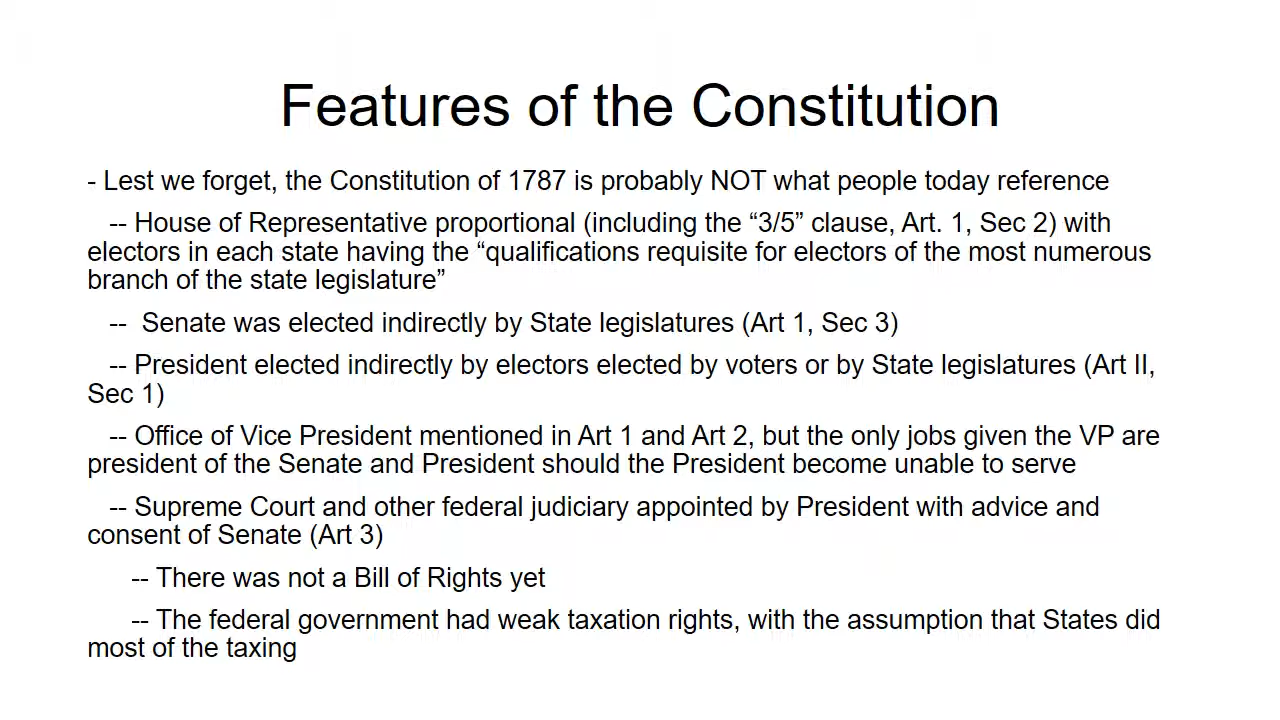 Features of the Constitution
- Lest we forget, the Constitution of 1787 is probably NOT what people today reference
-- House of Representative proportional (including the “3/5” clause, Art. 1, Sec 2) with
electors in each state having the “qualifications requisite for electors of the most numerous
branch of the state legislature”
-- Senate was elected indirectly by State legislatures (Art 1, Sec 3)
-- President elected indirectly by electors elected by voters or by State legislatures (Art II,
Sec 1)
-- Office of Vice President mentioned in Art 1 and Art 2, but the only jobs given the VP are
president of the Senate and President should the President become unable to serve
-- Supreme Court and other federal judiciary appointed by President with advice and
consent of Senate (Art 3)
-- There was not a Bill of Rights yet
-- The federal government had weak taxation rights, with the assumption that States did
most of the taxing